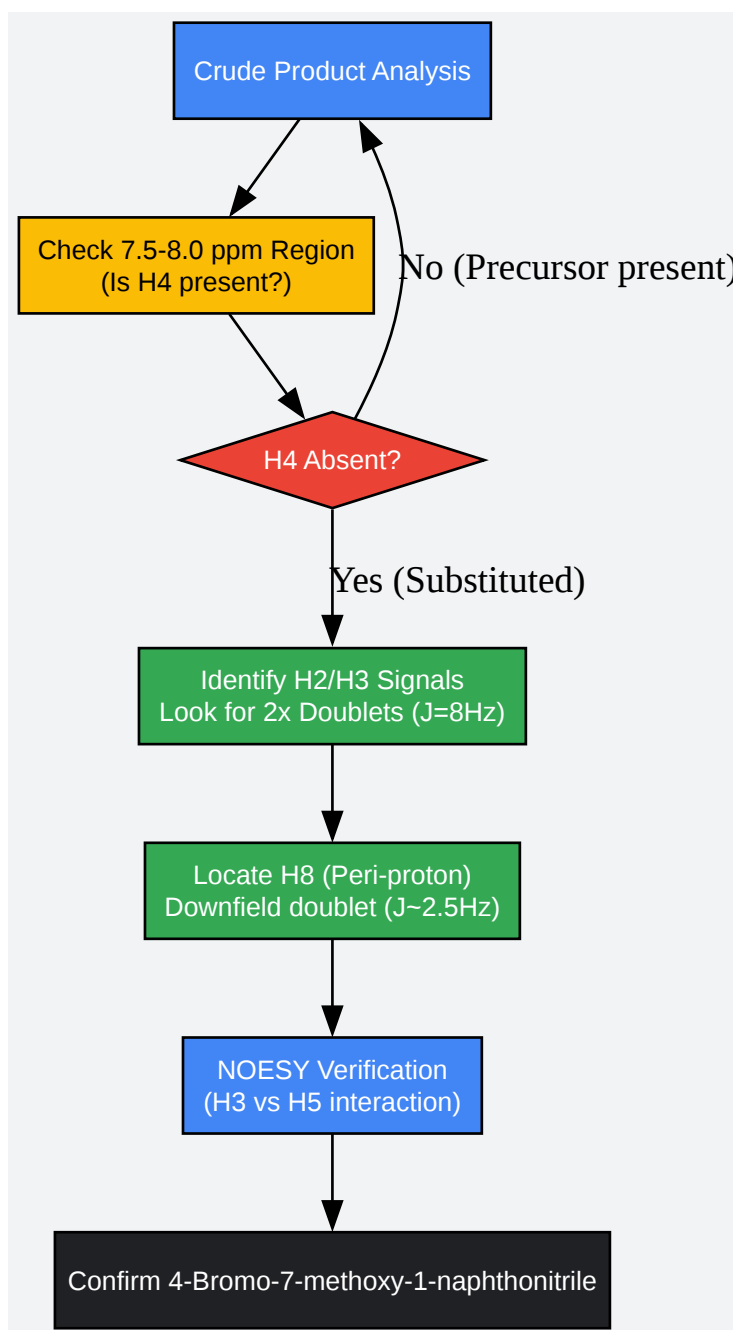 Crude Product Analysis
Check 7.5-8.0 ppm Region
(Is H4 present?)
No (Precursor present)
H4 Absent?
Yes (Substituted)
Identify H2/H3 Signals
Look for 2x Doublets (J=8Hz)
Locate H8 (Peri-proton)
Downfield doublet (J~2.5Hz)
NOESY Verification
(H3 vs H5 interaction)
Confirm 4-Bromo-7-methoxy-1-naphthonitrile